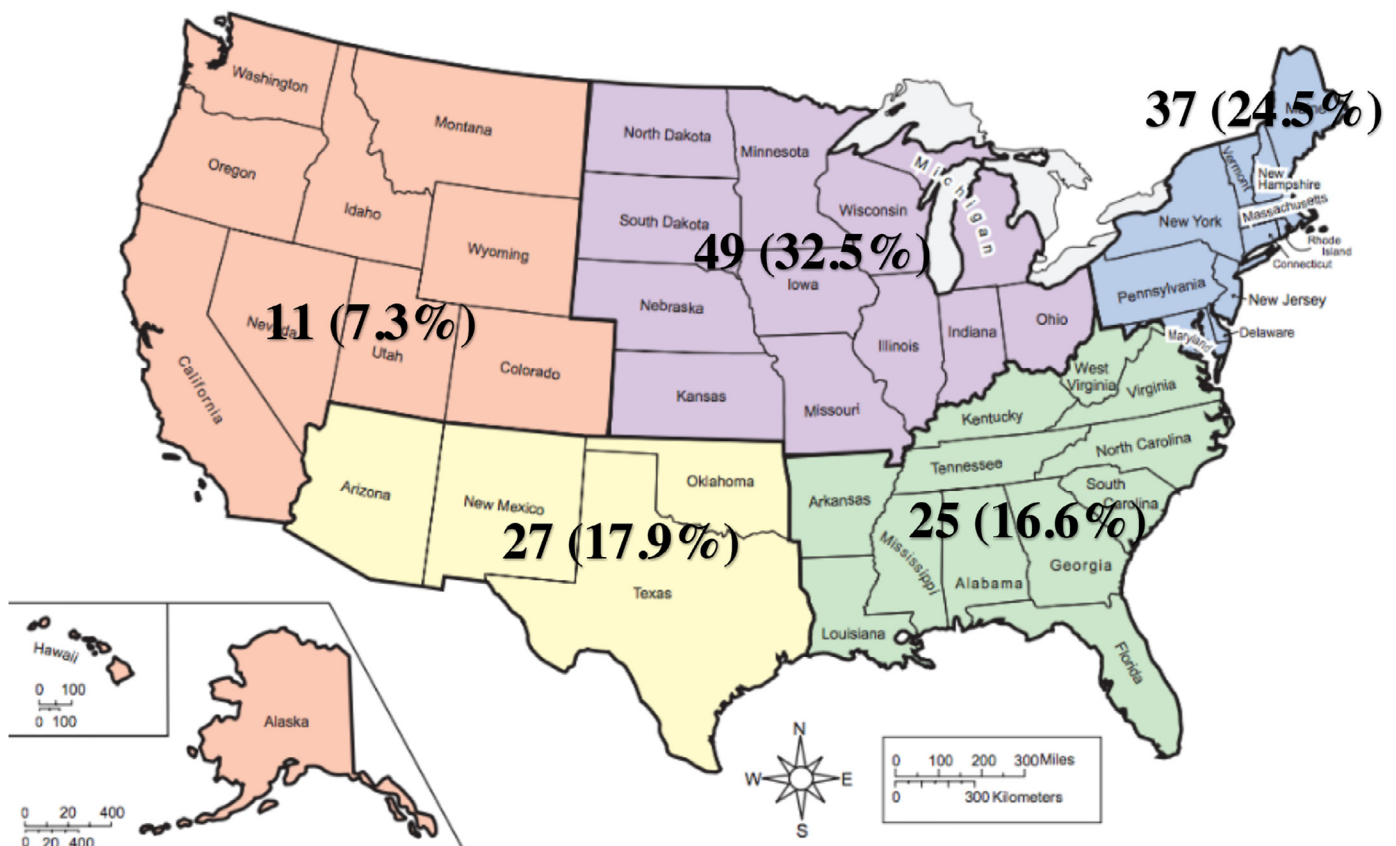 Washington
Montana
Oregon
Idaho
Wyoming
Nevada
Utah
Colorado
California
11 (7.3%)
North Dakota
Minnesota
South Dakota
Wisconsin
Michigan
49 (32.5%)
Nebraska
Iowa
Illinois
Indiana
Ohio
Kansas
Missouri
37 (24.5%)
Maine
Vermont
New
Hampshire
Massachusetts
New York
Rhode
Island
Connecticut
Pennsylvania
New Jersey
Maryland
Delaware
Arizona
New Mexico
Oklahoma
27 (17.9%)
Texas
West
Virginia
Virginia
Kentucky
North Carolina
Tennessee
South
Carolina
Arkansas
25 (16.6%)
Mississippi
Alabama
Georgia
Louisiana
Florida
Hawaii
0 100
0 100
Alaska
0 20 400
0 20 400
N
W E
S
0 100 200 300 Miles
0 300 Kilometers